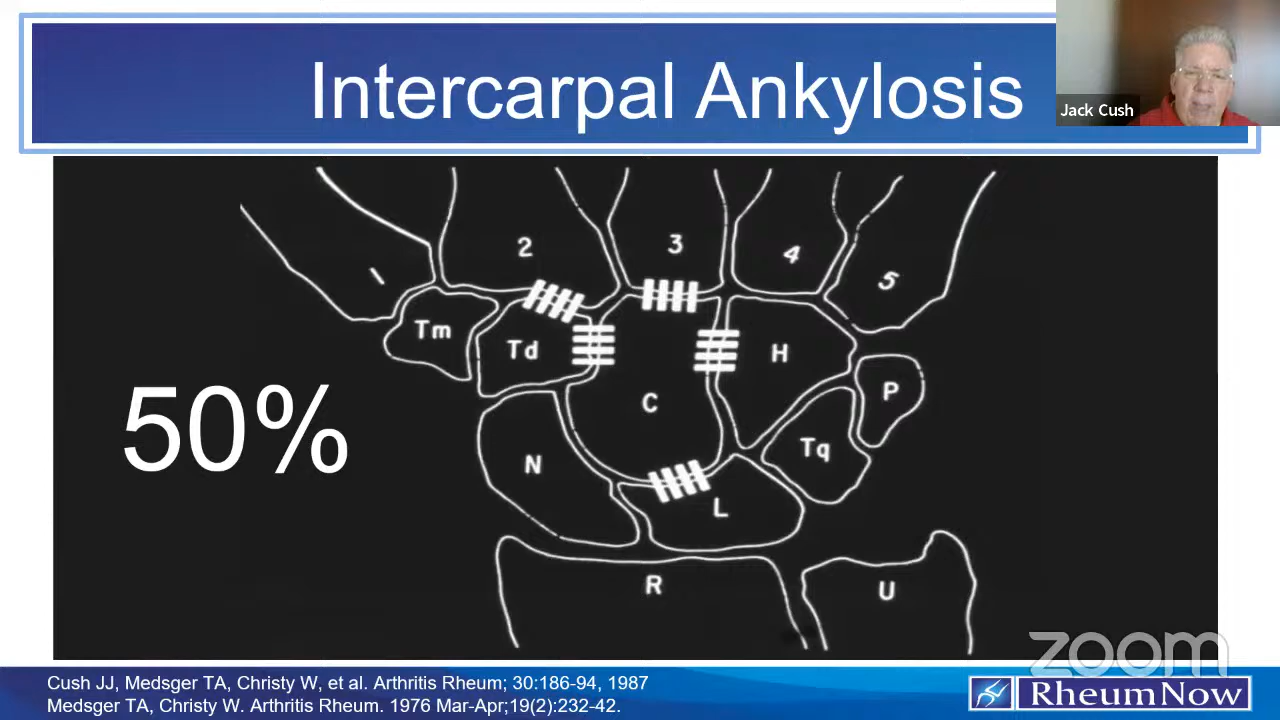 Intercarpal Ankylosis
Jack Cush
1 2 3 4 5
Tm Td C H P
50%
N L Tq
R U
zoom
Cush JJ, Medsger TA, Christy W, et al. Arthritis Rheum; 30:186-94, 1987
Medsger TA, Christy W. Arthritis Rheum. 1976 Mar-Apr;19(2):232-42.
RheumNow